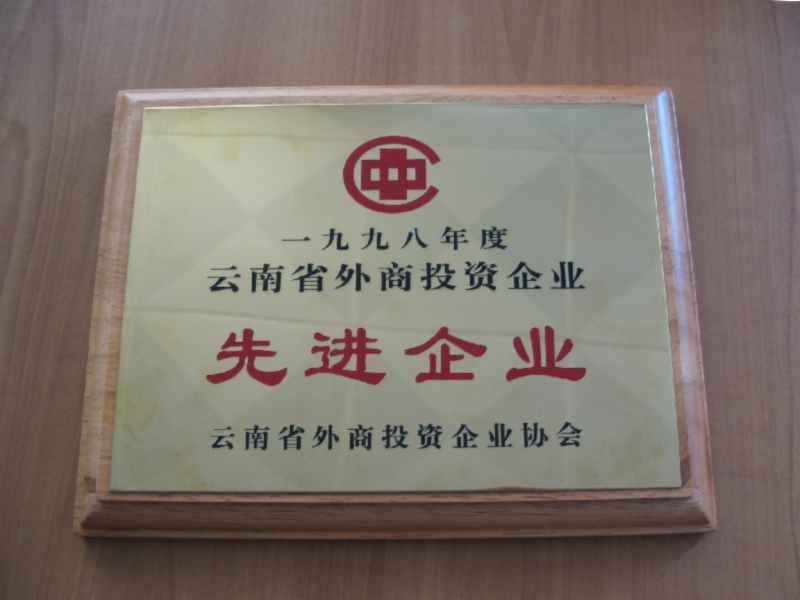 一九九八年度
云南省外商投资企业
先进企业
云南省外商投资企业协会